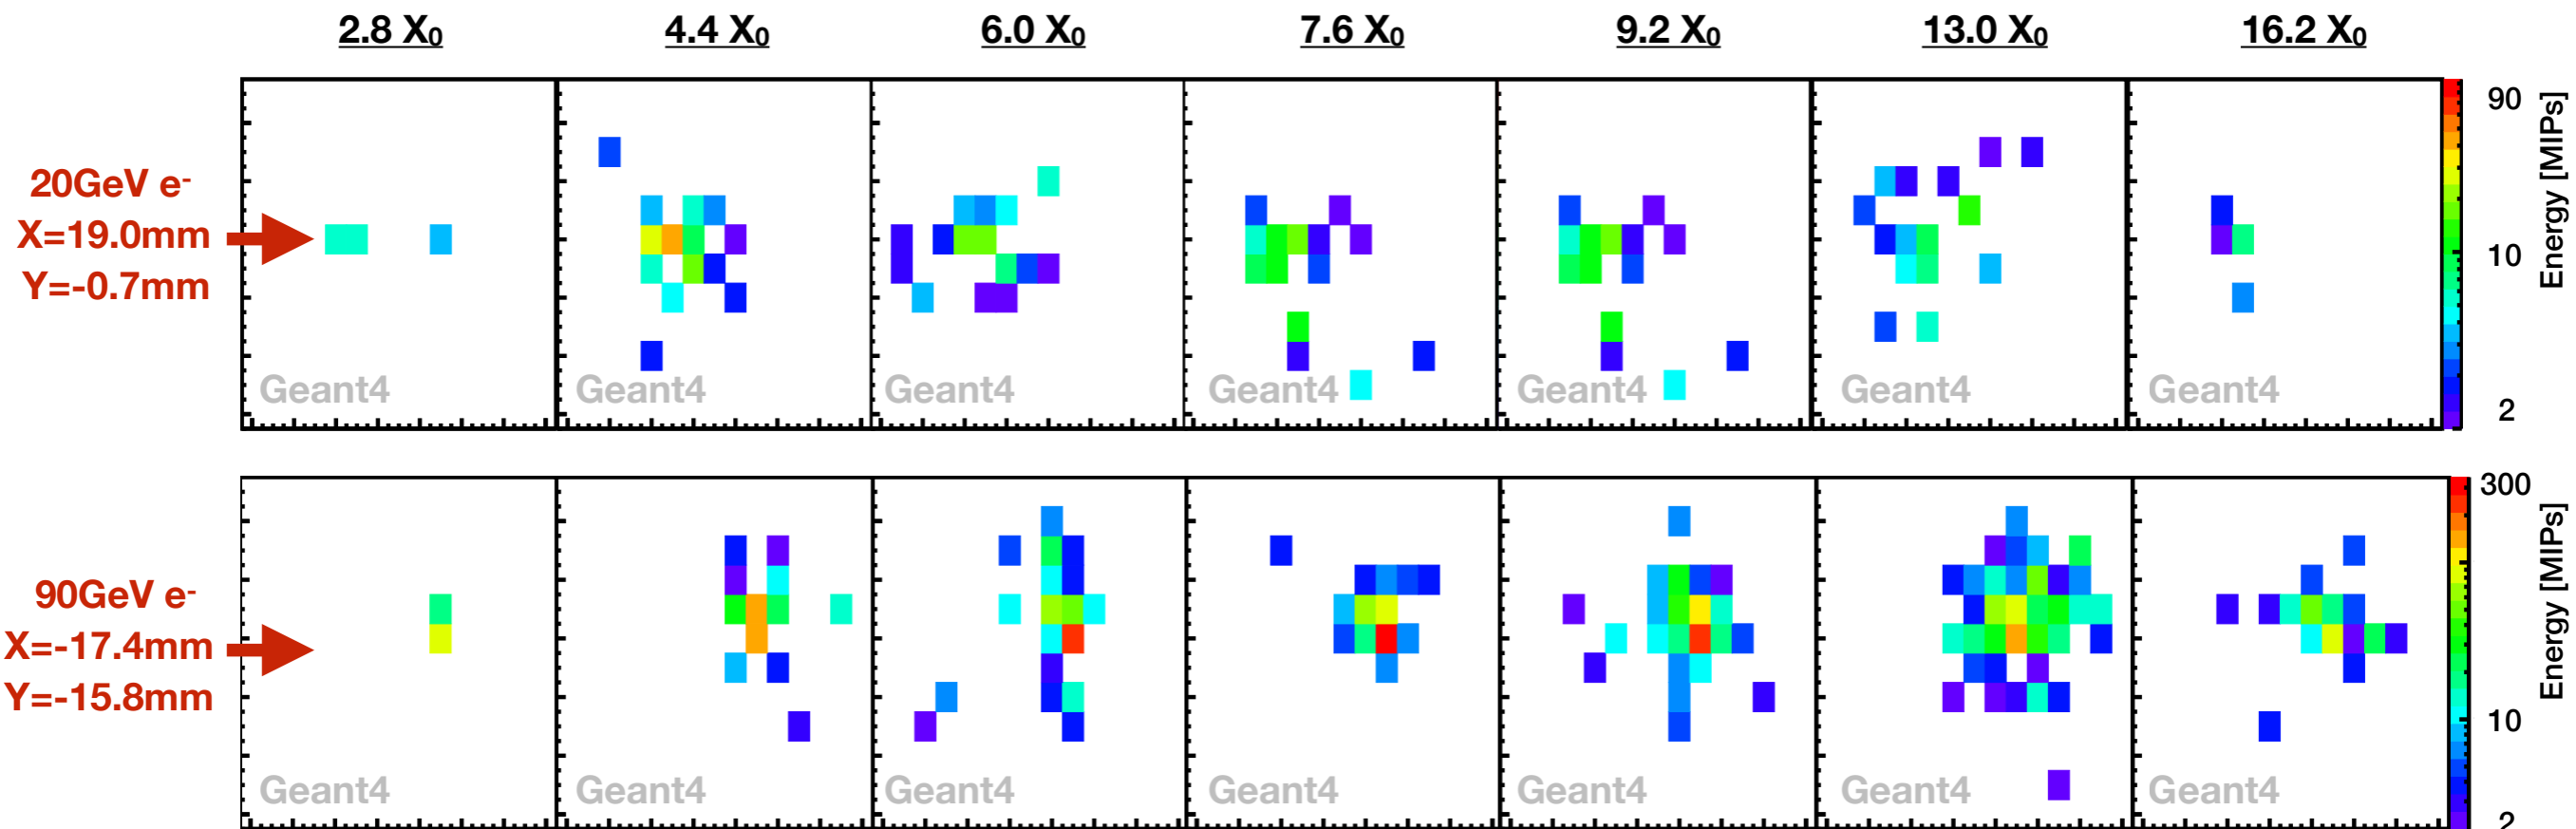 2.8 X₀ 4.4 X₀ 6.0 X₀ 7.6 X₀ 9.2 X₀ 13.0 X₀ 16.2 X₀
20GeV e⁻
X=19.0mm
Y=-0.7mm
Geant4 Geant4 Geant4 Geant4 Geant4 Geant4 Geant4
90
10
2
Energy [MIPs]
90GeV e⁻
X=-17.4mm
Y=-15.8mm
Geant4 Geant4 Geant4 Geant4 Geant4 Geant4 Geant4
300
10
2
Energy [MIPs]